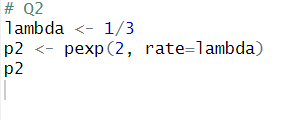 # Q2
lambda <- 1/3
p2 <- pexp(2, rate=lambda)
p2